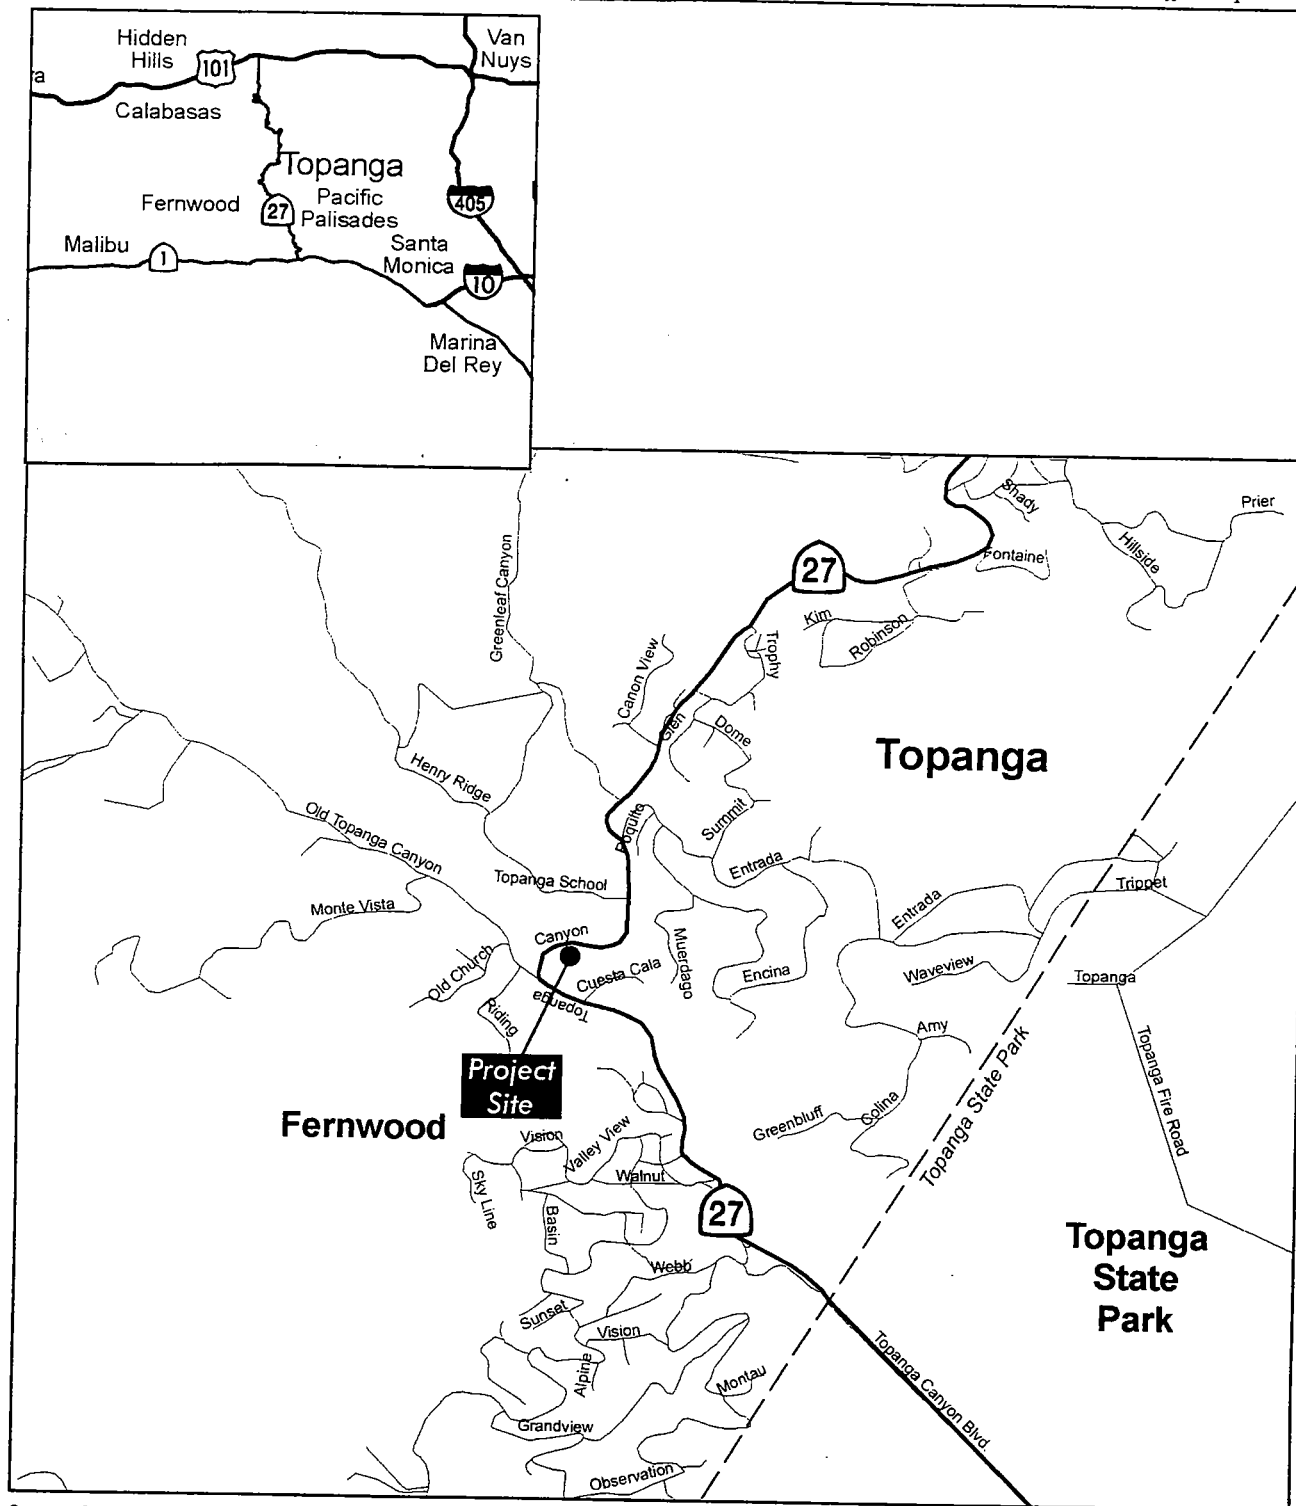 Hidden
Hills
101
Van
Nuys
ra
Calabasas
Topanga
Fernwood
27
Pacific
Palisades
405
Malibu
1
Santa
Monica
10
Marina
Del Rey
Shady
Prier
Hillside
Fontaine
27
Greenleaf Canyon
Kim
Robinson
Trophy
Canon View
Glen
Dome
Topanga
Henry Ridge
Old Topanga Canyon
Poquito
Summit
Entrada
Topanga School
Trippet
Entrada
Monte Vista
Canyon
Muerdago
Old Church
Cuesta Cala
Encina
Waveview
Topanga
Topanga
Riding
Amy
Topanga State Park
Topanga Fire Road
Project
Site
Fernwood
Greenbluff
Colina
Vision
Valley View
Walnut
Sky Line
27
Basin
Topanga
State
Park
Webb
Sunset
Vision
Alpine
Montau
Topanga Canyon Blvd.
Grandview
Observation